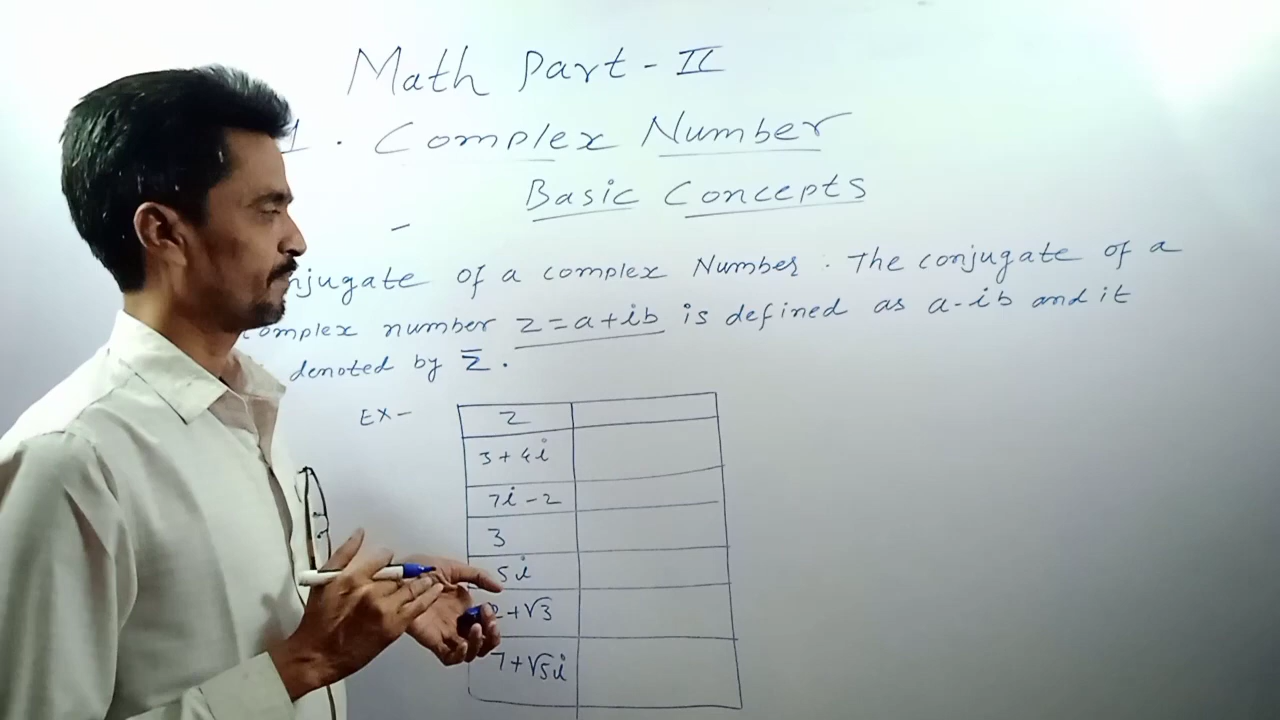 Math Part - II
1. Complex Number
Basic Concepts
-
njugate of a complex Number. The conjugate of a
complex number z=a+ib is defined as a-ib and it
denoted by z̅.
EX-
z
3+4i
7i-2
3
5i
2+√3
7+√5i